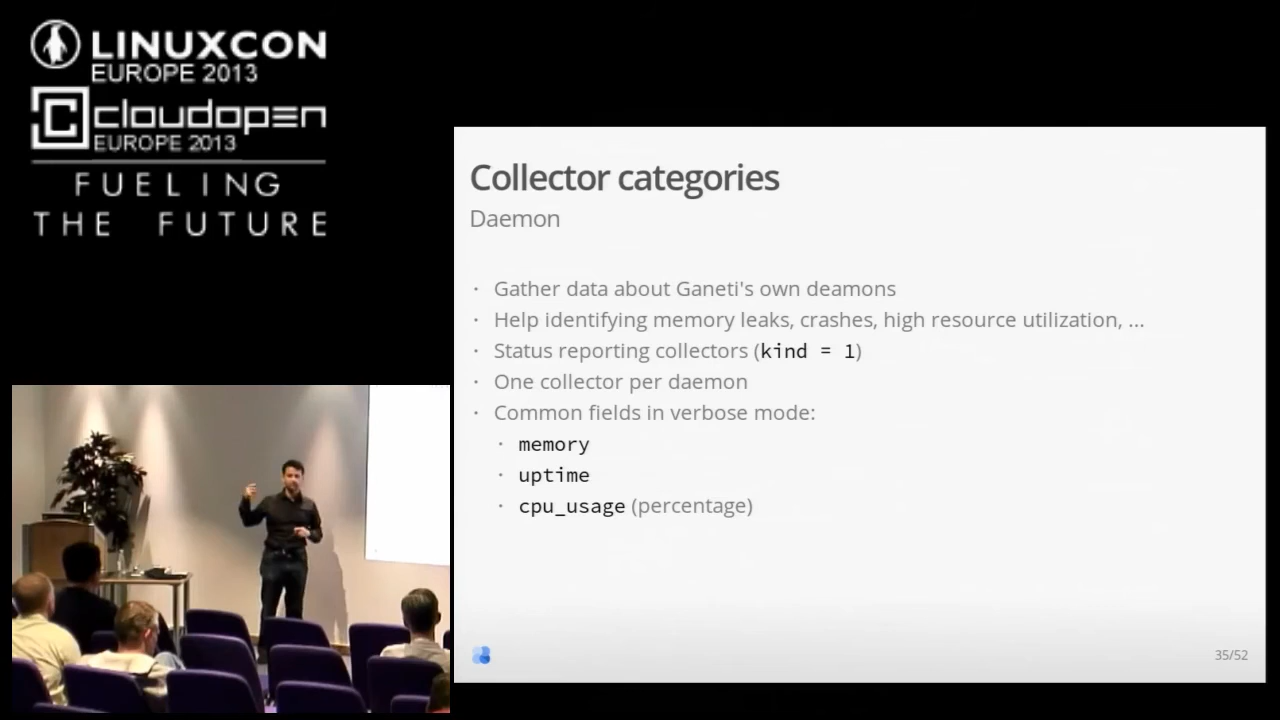 LINUXCON
EUROPE 2013
cloudopen
EUROPE 2013
FUELING
THE FUTURE
Collector categories
Daemon
· Gather data about Ganeti's own deamons
· Help identifying memory leaks, crashes, high resource utilization, ...
· Status reporting collectors (kind = 1)
· One collector per daemon
· Common fields in verbose mode:
· memory
· uptime
· cpu_usage (percentage)
35/52